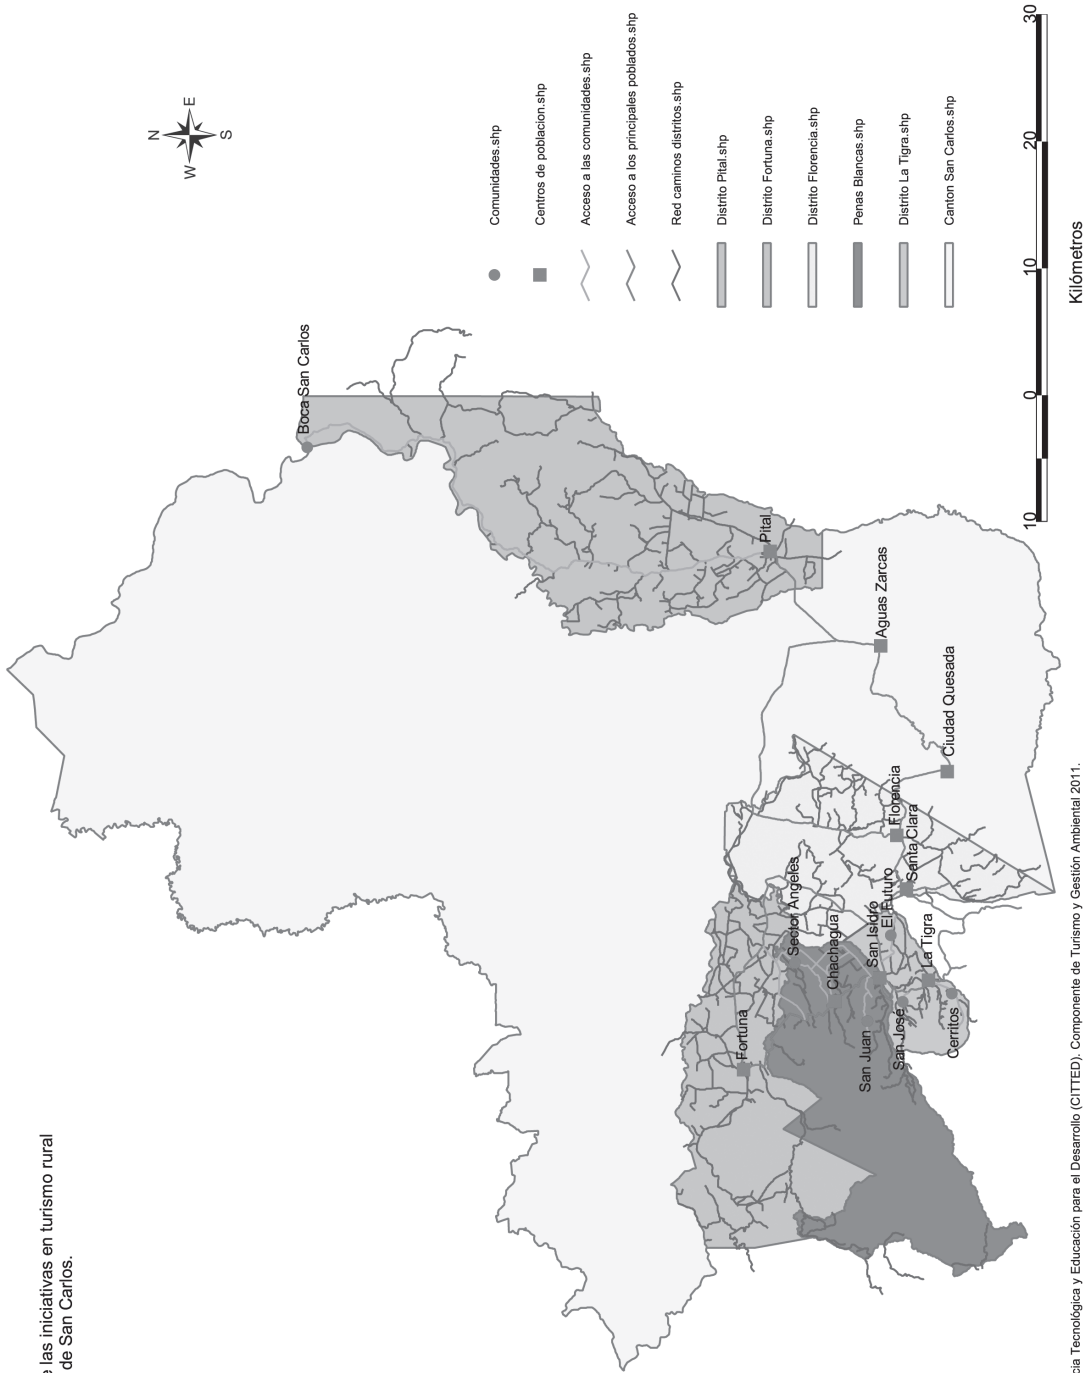 e las iniciativas en turismo rural
de San Carlos.
N
W
E
S
Comunidades.shp
Centros de poblacion.shp
Acceso a las comunidades.shp
Acceso a los principales poblados.shp
Red caminos distritos.shp
Distrito Pital.shp
Distrito Fortuna.shp
Distrito Florencia.shp
Penas Blancas.shp
Distrito La Tigra.shp
Canton San Carlos.shp
Boca San Carlos
Pital
Aguas Zarcas
Ciudad Quesada
Florencia
Santa Clara
El Futuro
Sector Angeles
San Isidro
Chachagua
La Tigra
Fortuna
San Juan
San José
Cerritos
10 0 10 20 30
Kilómetros
cia Tecnológica y Educación para el Desarrollo (CITTED). Componente de Turismo y Gestión Ambiental 2011.